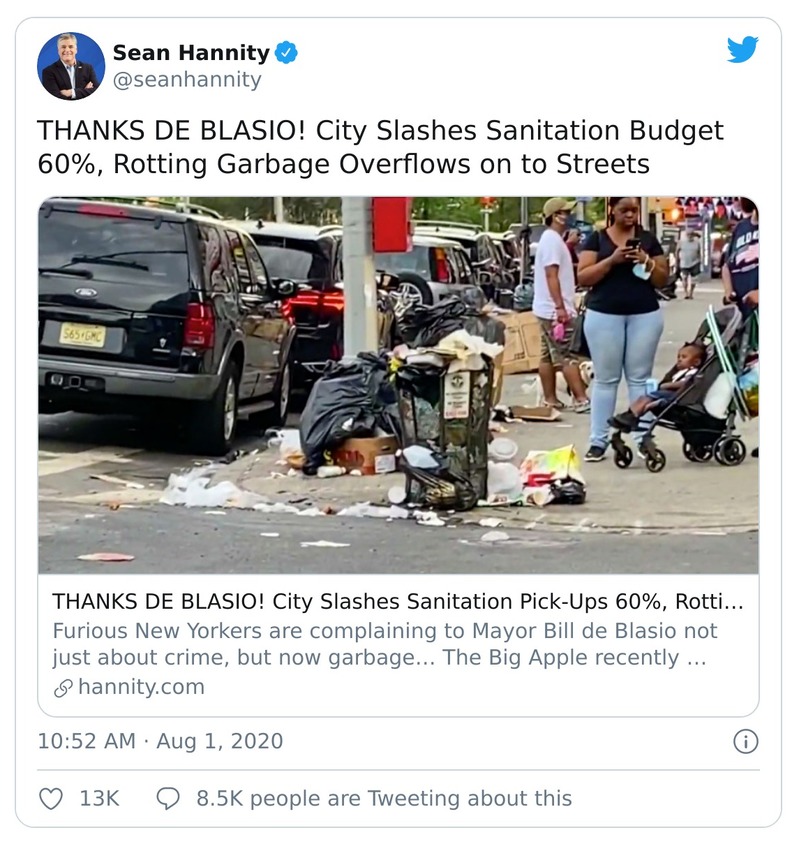 Sean Hannity
@seanhannity
THANKS DE BLASIO! City Slashes Sanitation Budget
60%, Rotting Garbage Overflows on to Streets
THANKS DE BLASIO! City Slashes Sanitation Pick-Ups 60%, Rotti…
Furious New Yorkers are complaining to Mayor Bill de Blasio not
just about crime, but now garbage… The Big Apple recently …
hannity.com
10:52 AM · Aug 1, 2020
13K
8.5K people are Tweeting about this